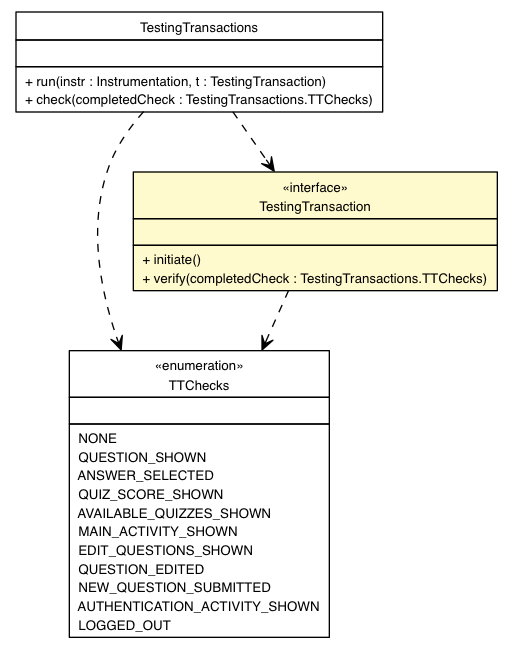 TestingTransactions
+ run(instr : Instrumentation, t : TestingTransaction)
+ check(completedCheck : TestingTransactions.TTChecks)
«interface»
TestingTransaction
+ initiate()
+ verify(completedCheck : TestingTransactions.TTChecks)
«enumeration»
TTChecks
NONE
QUESTION_SHOWN
ANSWER_SELECTED
QUIZ_SCORE_SHOWN
AVAILABLE_QUIZZES_SHOWN
MAIN_ACTIVITY_SHOWN
EDIT_QUESTIONS_SHOWN
QUESTION_EDITED
NEW_QUESTION_SUBMITTED
AUTHENTICATION_ACTIVITY_SHOWN
LOGGED_OUT